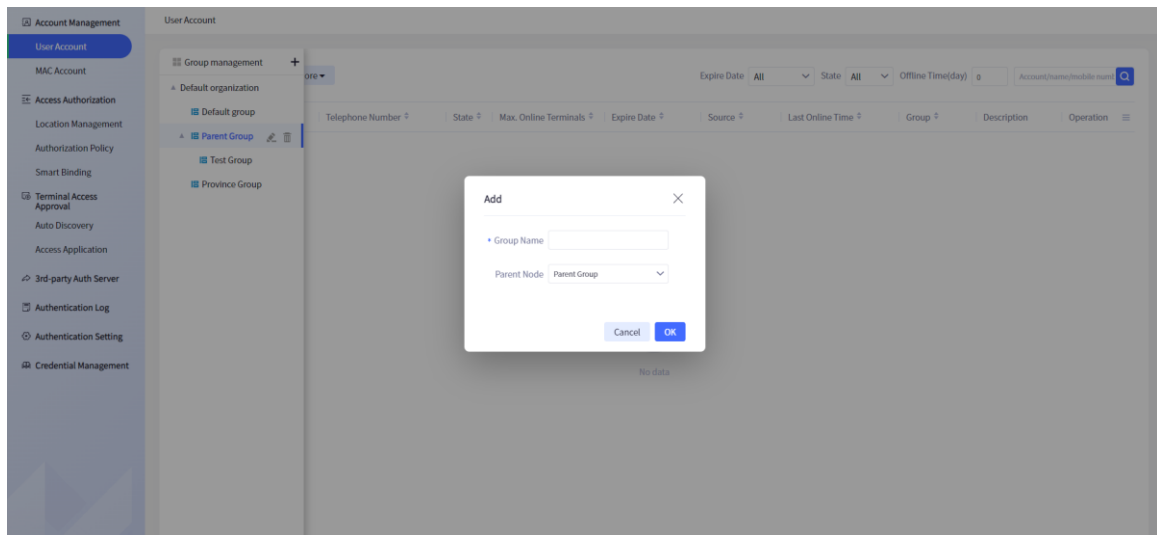 Account Management
User Account
MAC Account
Access Authorization
Location Management
Authorization Policy
Smart Binding
Terminal Access
Approval
Auto Discovery
Access Application
3rd-party Auth Server
Authentication Log
Authentication Setting
Credential Management
User Account
Group management +
Default organization
Default group
Parent Group
Test Group
Province Group
ore
Expire Date All State All Offline Time(day) 0 Account/name/mobile numb
Telephone Number State Max. Online Terminals Expire Date Source Last Online Time Group Description Operation
Add
* Group Name
Parent Node Parent Group
Cancel OK
No data